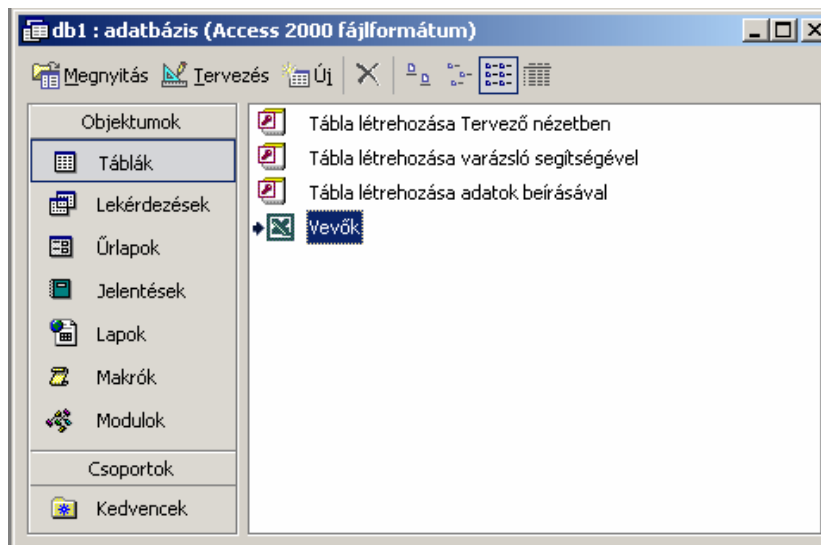 db1 : adatbázis (Access 2000 fájlformátum)
Megnyitás Tervezés Új
Objektumok
Táblák
Lekérdezések
Űrlapok
Jelentések
Lapok
Makrók
Modulok
Csoportok
Kedvencek
Tábla létrehozása Tervező nézetben
Tábla létrehozása varázsló segítségével
Tábla létrehozása adatok beírásával
Vevők